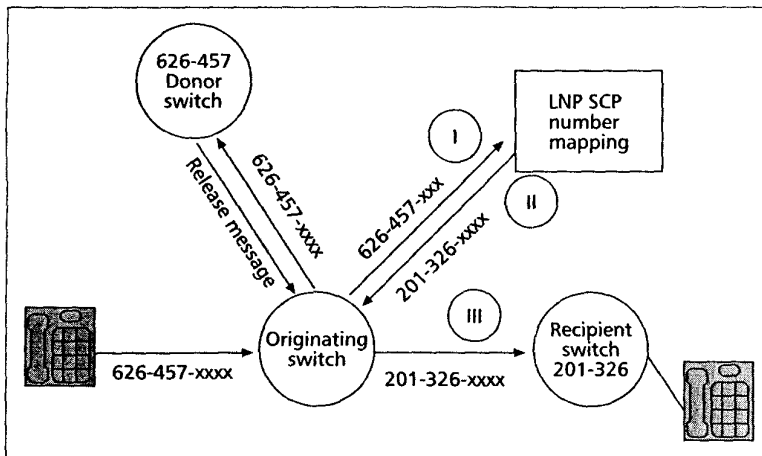 626-457
Donor
switch
LNP SCP
number
mapping
I
II
Release message
626-457-xxxx
626-457-xxx
201-326-xxxx
III
Originating
switch
Recipient
switch
201-326
626-457-xxxx
201-326-xxxx